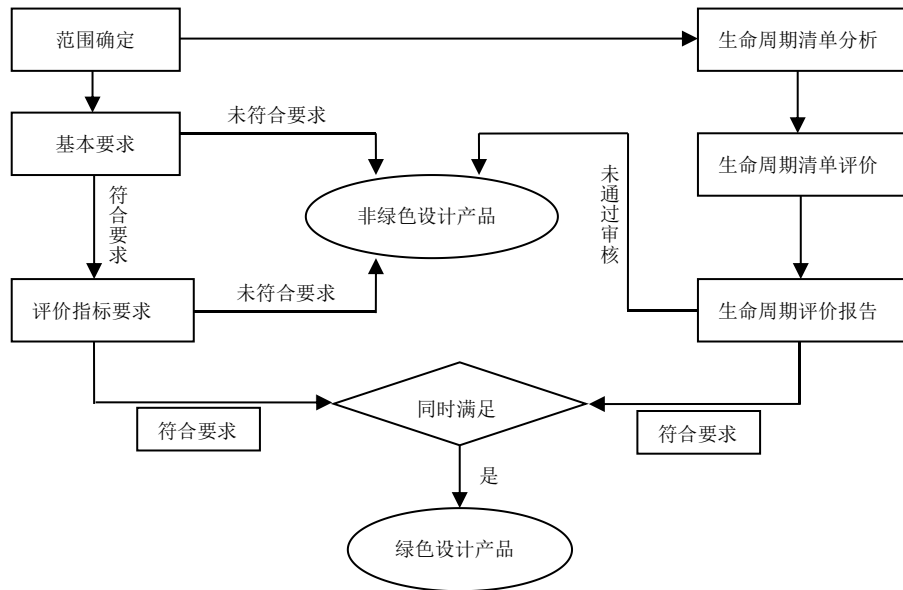 范围确定
生命周期清单分析
未符合要求
基本要求
生命周期清单评价
未通过审核
符合要求
非绿色设计产品
未符合要求
评价指标要求
生命周期评价报告
同时满足
符合要求
符合要求
是
绿色设计产品